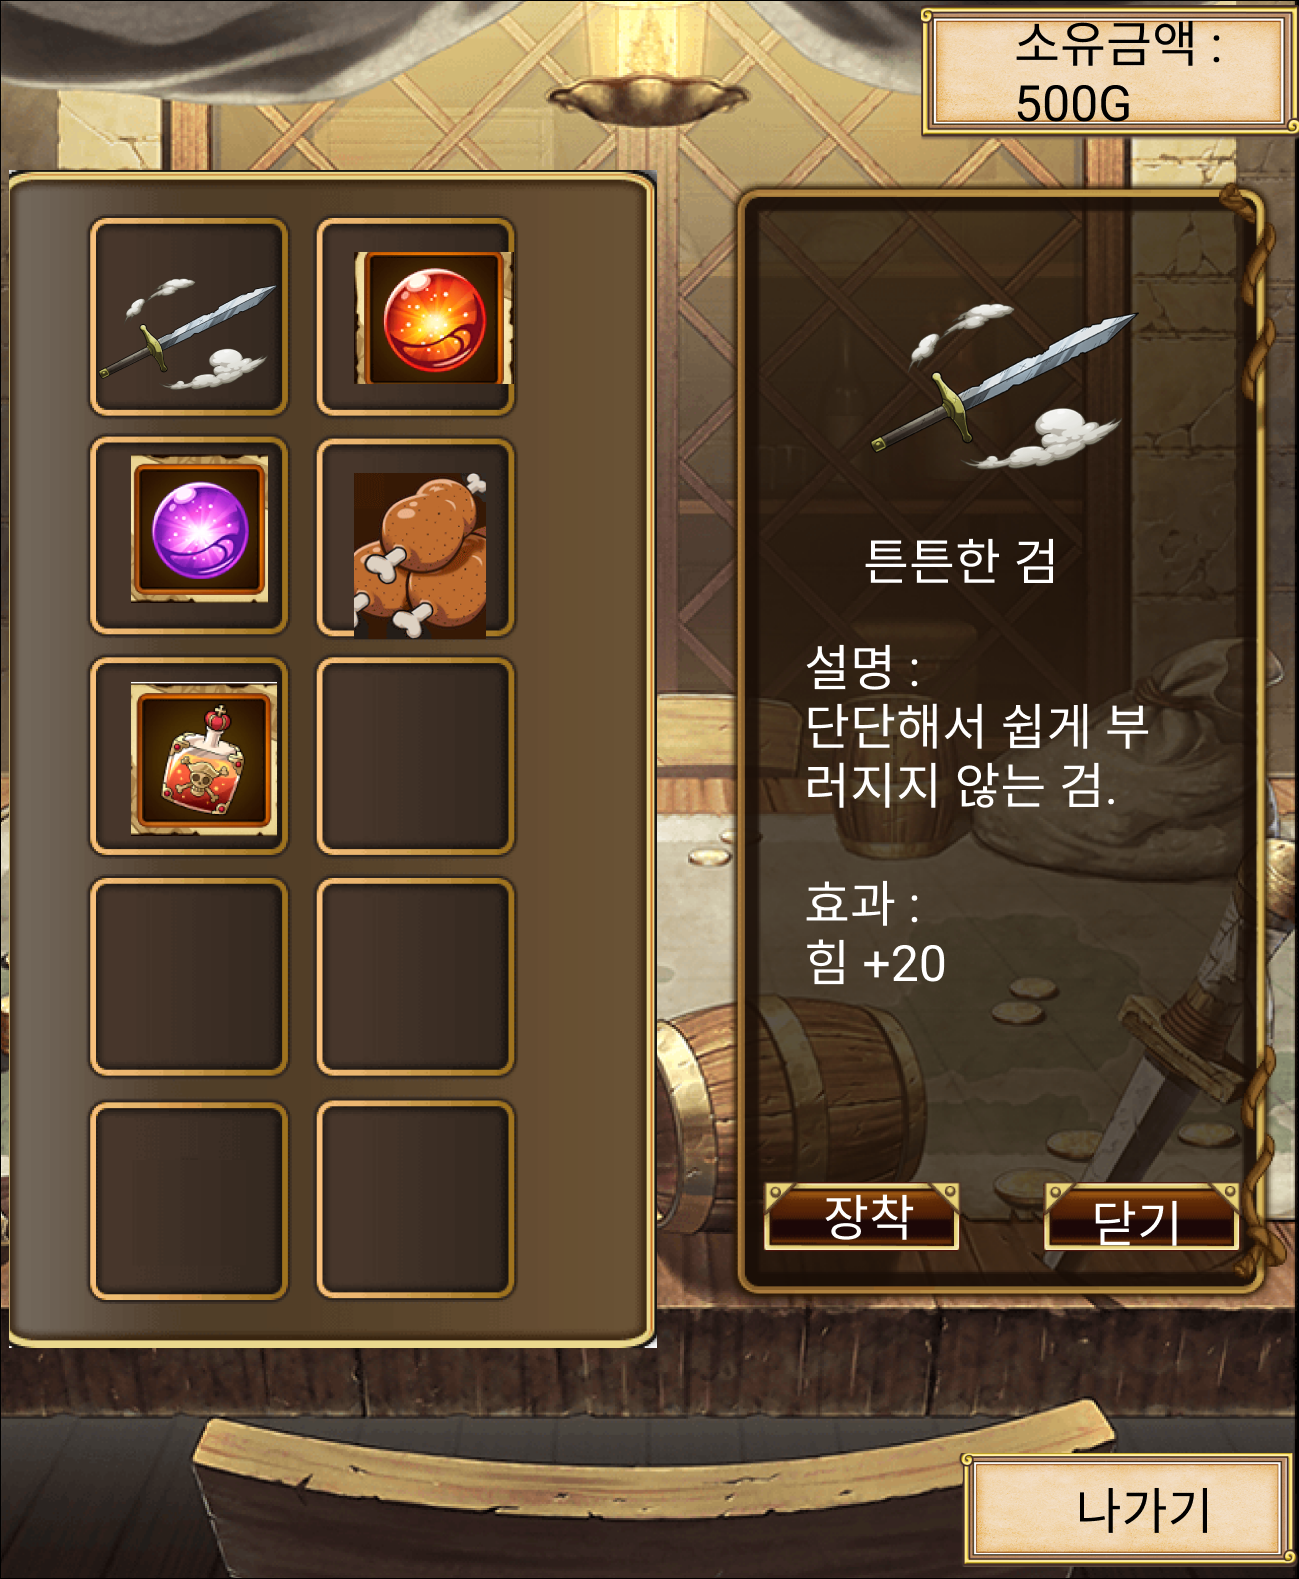 소유금액 :
500G
튼튼한 검
설명 :
단단해서 쉽게 부
러지지 않는 검.
효과 :
힘 +20
장착
닫기
나가기